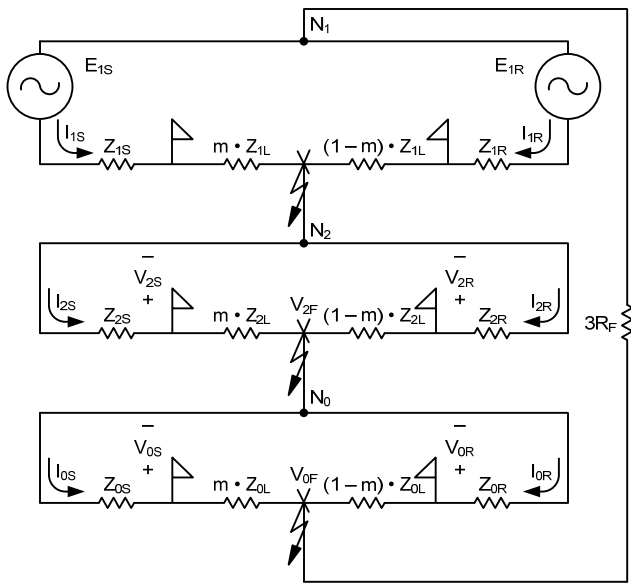 N1
E1S
E1R
I1S
Z1S
m · Z1L
(1 – m) · Z1L
Z1R
I1R
N2
–
V2S
+
–
V2R
+
I2S
Z2S
m · Z2L
V2F
(1 – m) · Z2L
Z2R
I2R
3RF
N0
–
V0S
+
–
V0R
+
I0S
Z0S
m · Z0L
V0F
(1 – m) · Z0L
Z0R
I0R